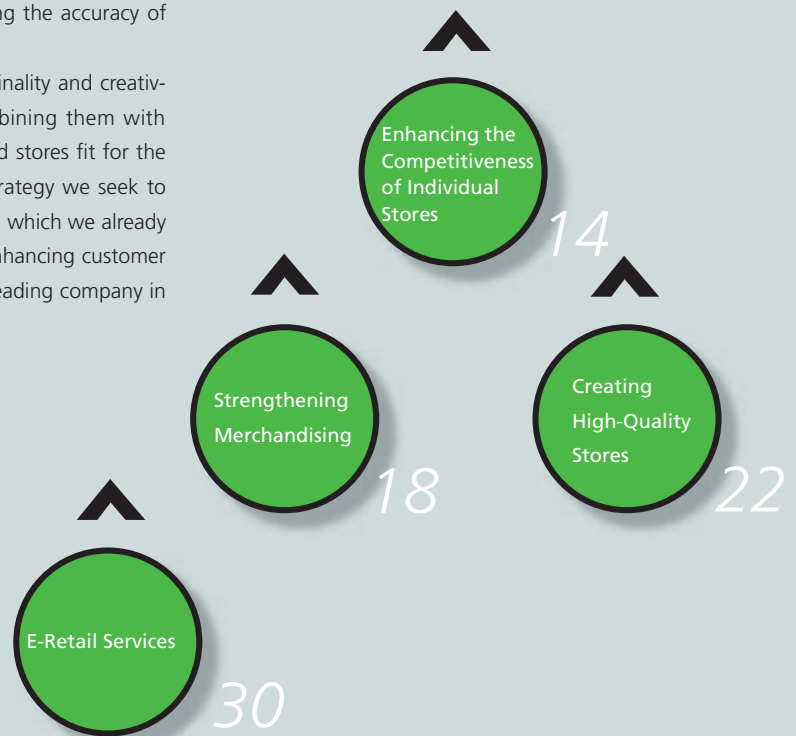 ng the accuracy of
inality and creativ-
bining them with
d stores fit for the
rategy we seek to
which we already
nhancing customer
eading company in
Enhancing the
Competitiveness
of Individual
Stores
14
Strengthening
Merchandising
18
Creating
High-Quality
Stores
22
E-Retail Services
30